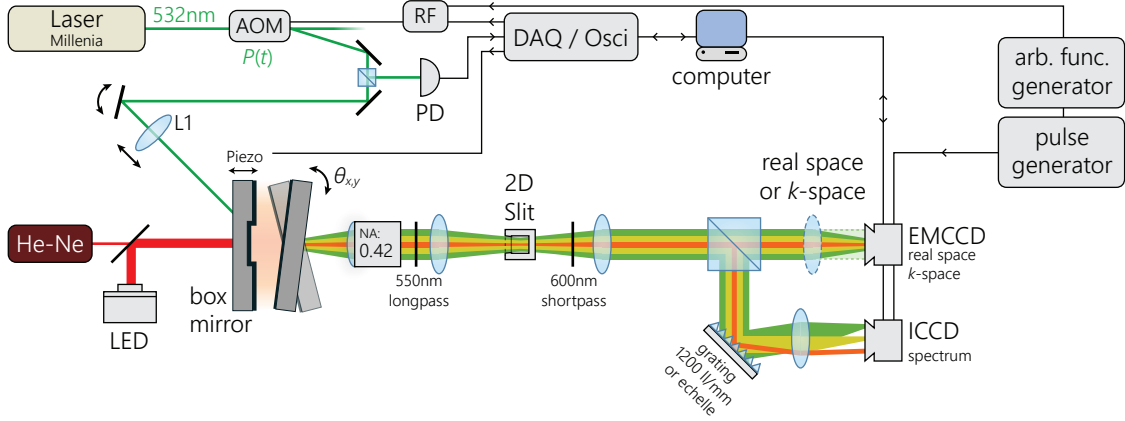 Laser
Millenia
532nm
AOM
P(t)
RF
DAQ / Osci
computer
arb. func.
generator
pulse
generator
PD
L1
Piezo
θx,y
He-Ne
LED
box
mirror
NA:
0.42
550nm
longpass
2D
Slit
600nm
shortpass
real space
or k-space
EMCCD
real space
k-space
ICCD
spectrum
grating
1200 ll/mm
or echelle